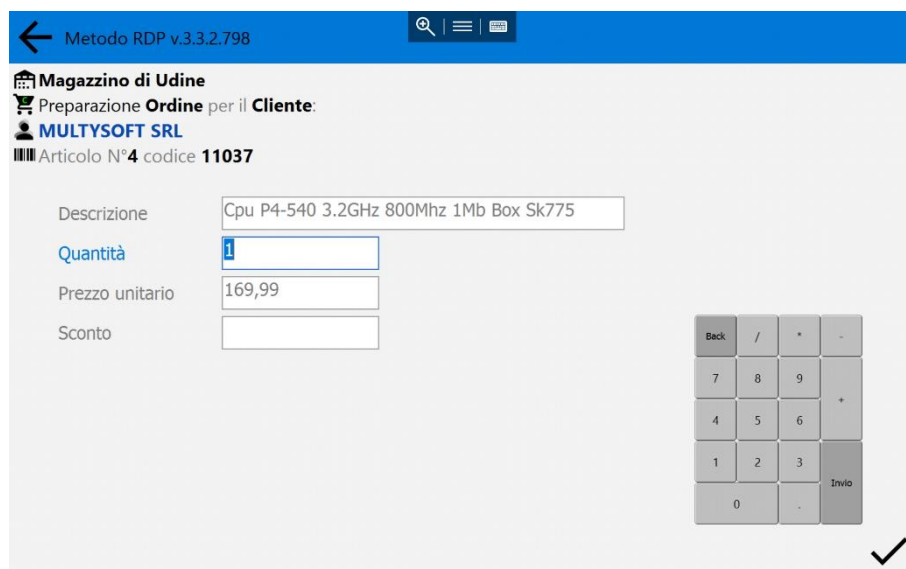 Metodo RDP v.3.3.2.798
Magazzino di Udine
Preparazione Ordine per il Cliente:
MULTYSOFT SRL
Articolo N°4 codice 11037
Descrizione Cpu P4-540 3.2GHz 800Mhz 1Mb Box Sk775
Quantità 1
Prezzo unitario 169,99
Sconto
Back / * -
7 8 9 +
4 5 6
1 2 3 Invio
0 .